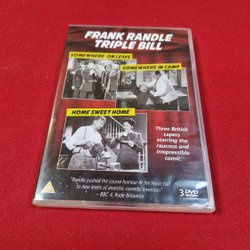 FRANK RANDLE
TRIPLE BILL
SOMEWHERE ON LEAVE
SOMEWHERE IN CAMP
HOME SWEET HOME
Three British
capers
starring the
raucous and
irrepressible
comic
"Randle pushed the coarse humour of the music hall
to new levels of anarchic comedic invention"
– BBC 4, Rude Britannia
PG
3 DVD